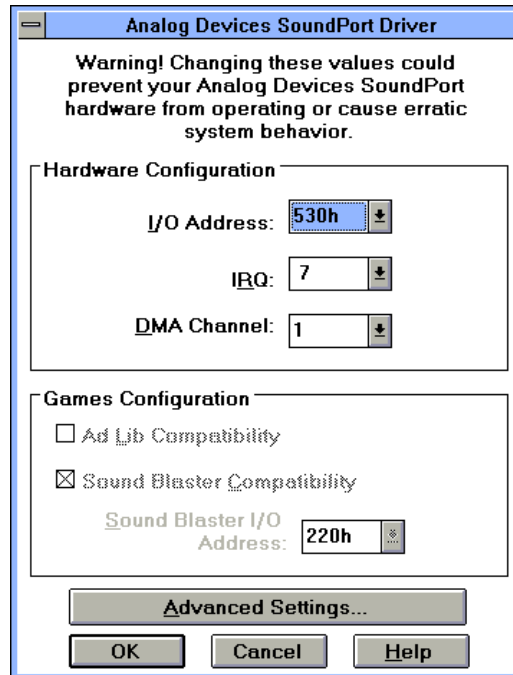 Analog Devices SoundPort Driver
Warning! Changing these values could
prevent your Analog Devices SoundPort
hardware from operating or cause erratic
system behavior.
Hardware Configuration
I/O Address: 530h
IRQ: 7
DMA Channel: 1
Games Configuration
Ad Lib Compatibility
Sound Blaster Compatibility
Sound Blaster I/O
Address: 220h
Advanced Settings...
OK Cancel Help